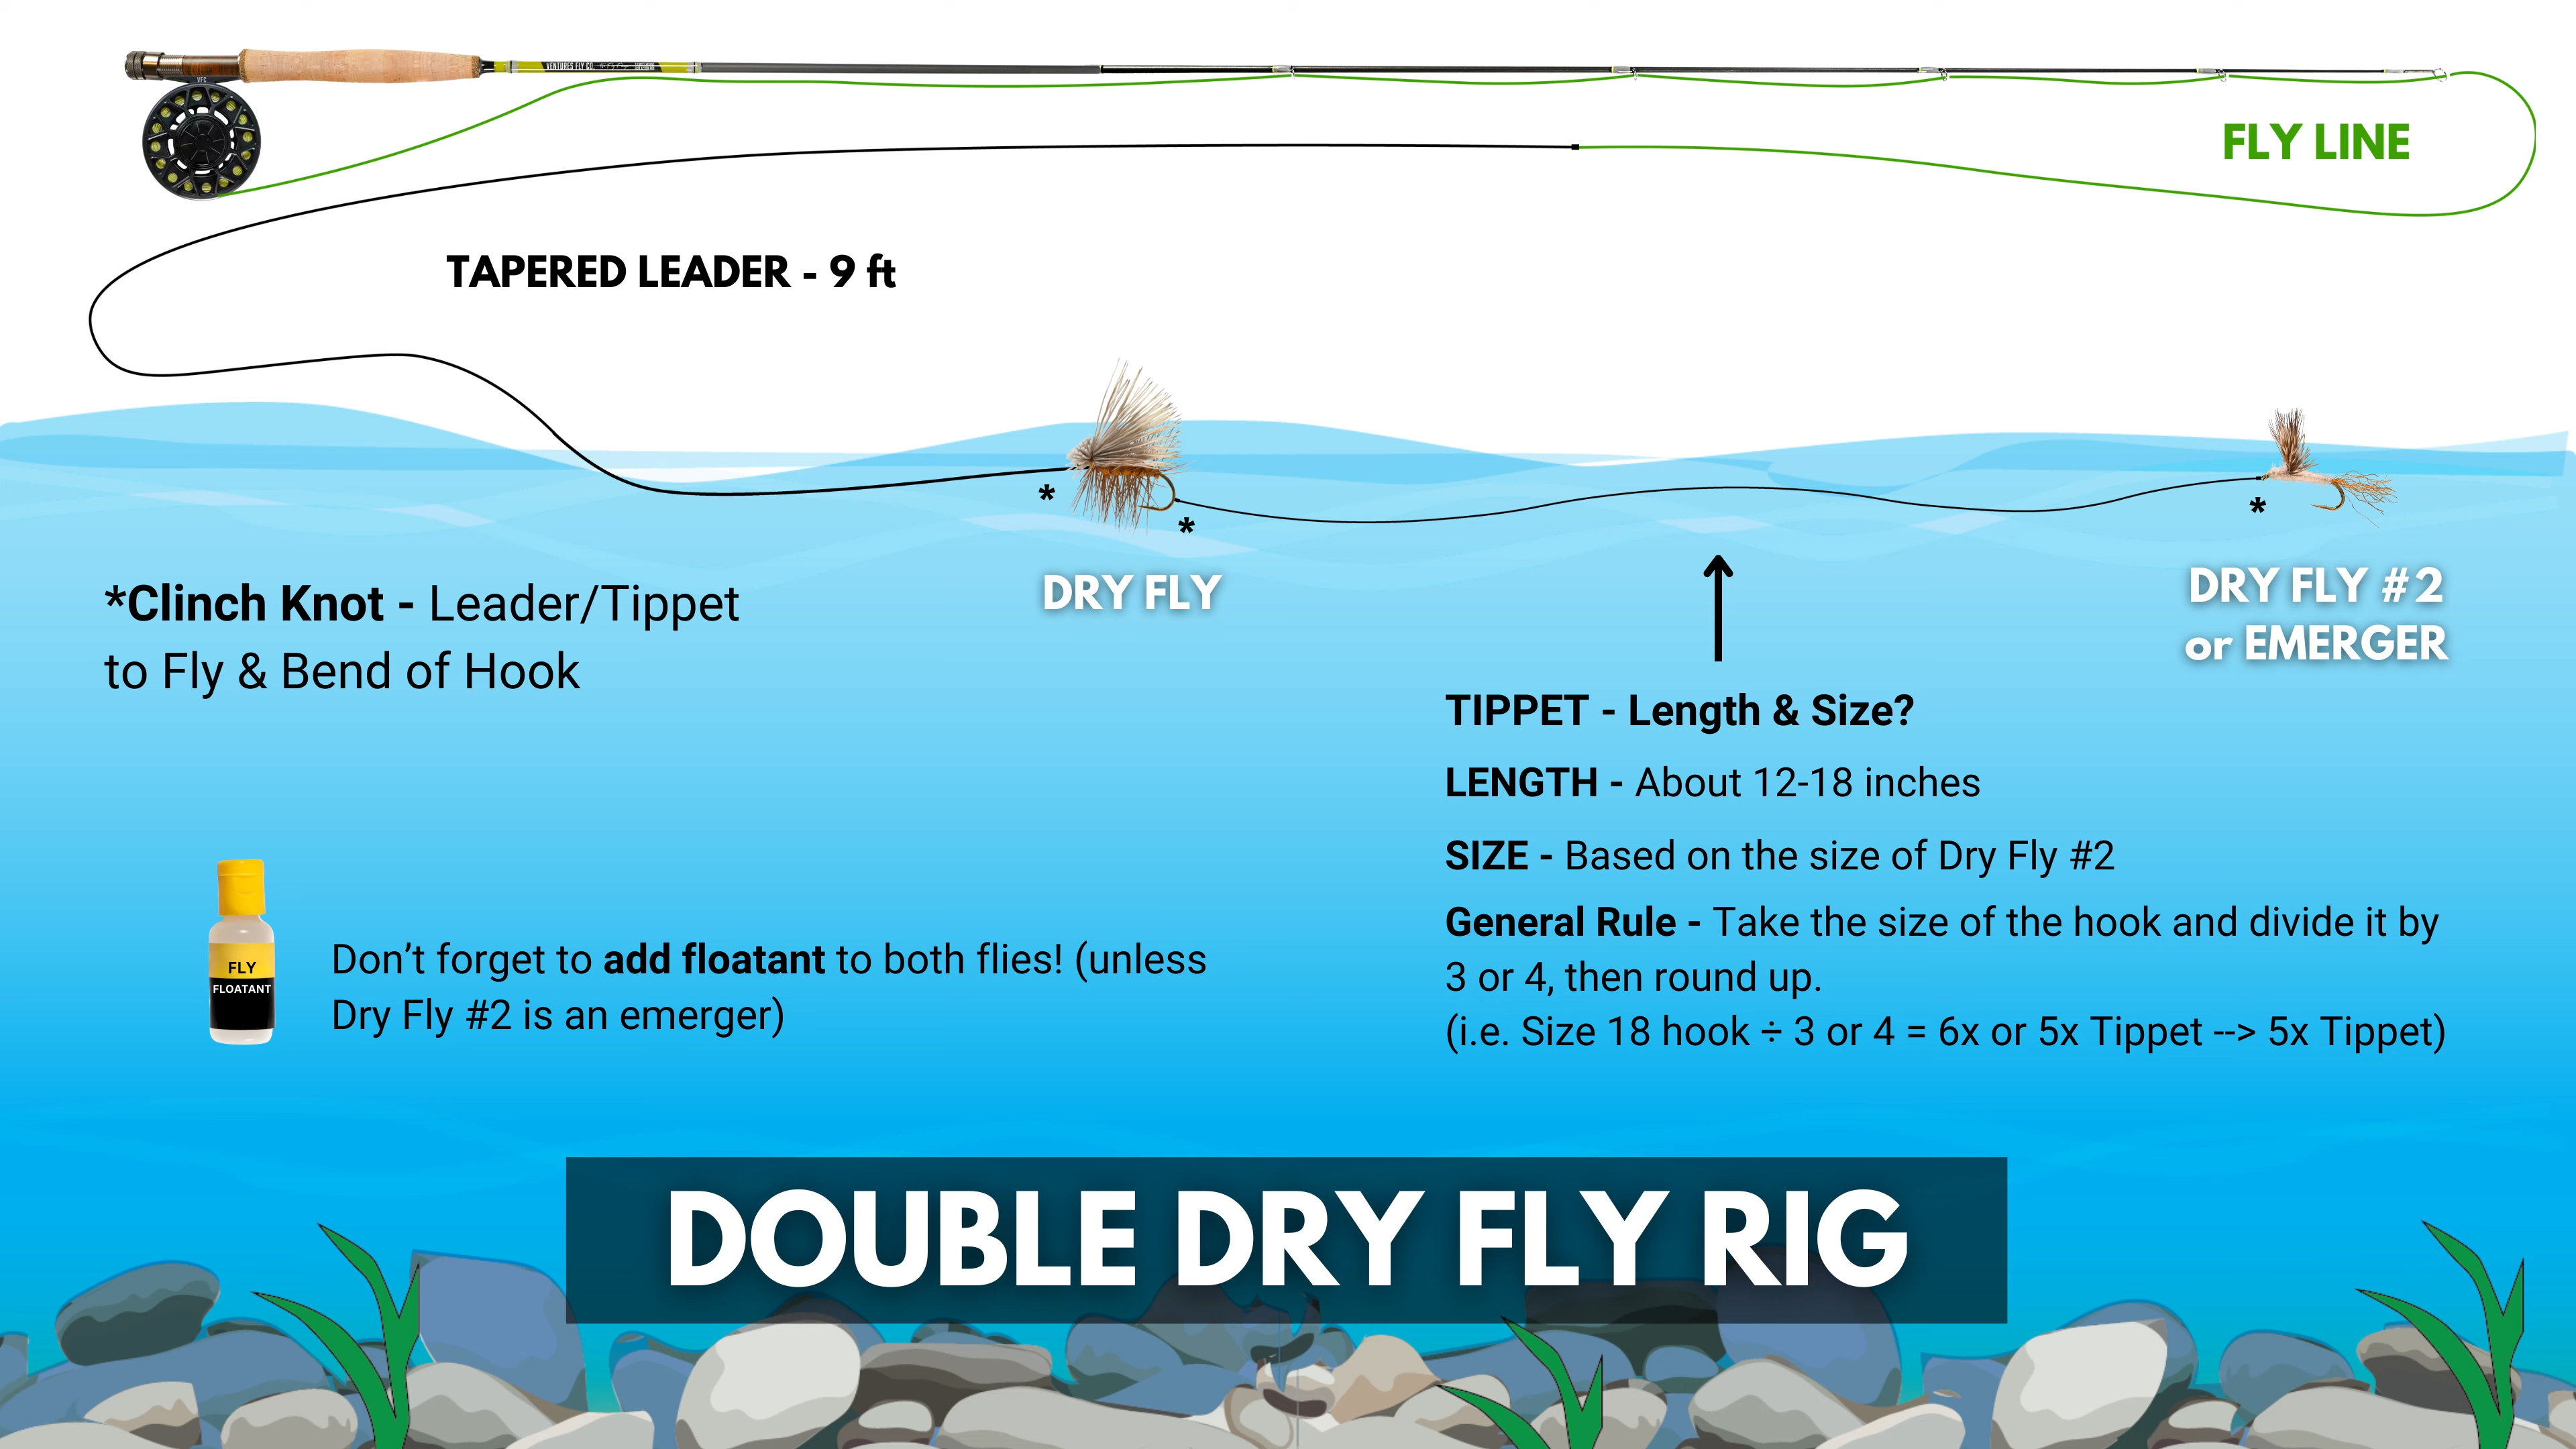 VENTURES FLY CO.
VFC
FLY LINE
TAPERED LEADER - 9 ft
*
*
*
DRY FLY
DRY FLY #2
or EMERGER
*Clinch Knot - Leader/Tippet
to Fly & Bend of Hook
TIPPET - Length & Size?
LENGTH - About 12-18 inches
SIZE - Based on the size of Dry Fly #2
General Rule - Take the size of the hook and divide it by
3 or 4, then round up.
(i.e. Size 18 hook ÷ 3 or 4 = 6x or 5x Tippet --> 5x Tippet)
FLY
FLOATANT
Don’t forget to add floatant to both flies! (unless
Dry Fly #2 is an emerger)
DOUBLE DRY FLY RIG